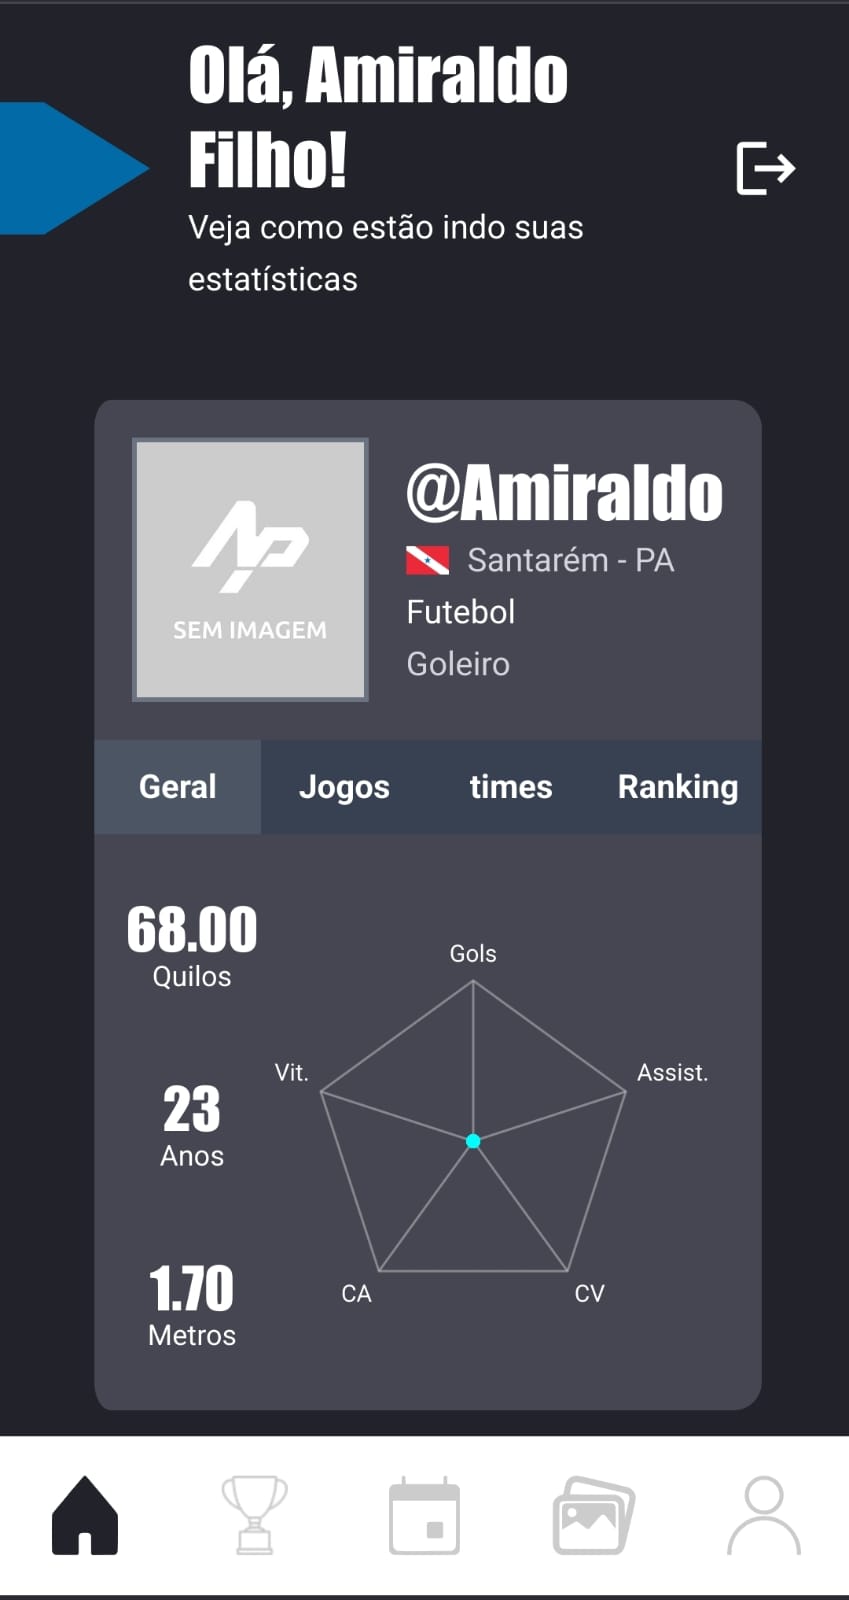 Olá, Amiraldo
Filho!
Veja como estão indo suas
estatísticas
SEM IMAGEM
@Amiraldo
Santarém - PA
Futebol
Goleiro
Geral
Jogos
times
Ranking
68.00
Quilos
23
Anos
1.70
Metros
Gols
Vit.
Assist.
CA
CV